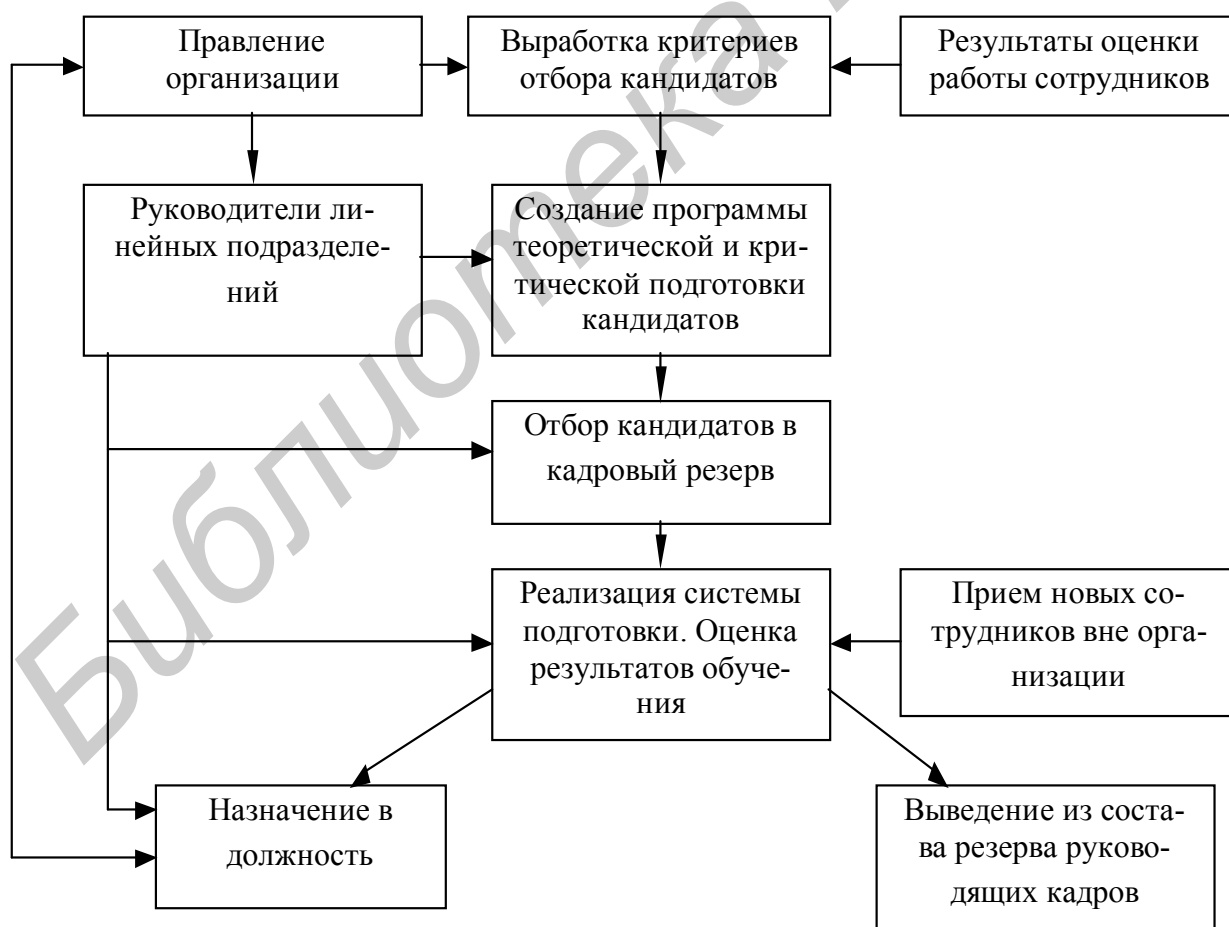 Правление
организации
Выработка критериев
отбора кандидатов
Результаты оценки
работы сотрудников
Руководители ли-
нейных подразделе-
ний
Создание программы
теоретической и кри-
тической подготовки
кандидатов
Отбор кандидатов в
кадровый резерв
Реализация системы
подготовки. Оценка
результатов обуче-
ния
Прием новых со-
трудников вне орга-
низации
Назначение в
должность
Выведение из соста-
ва резерва руково-
дящих кадров
Библиотека